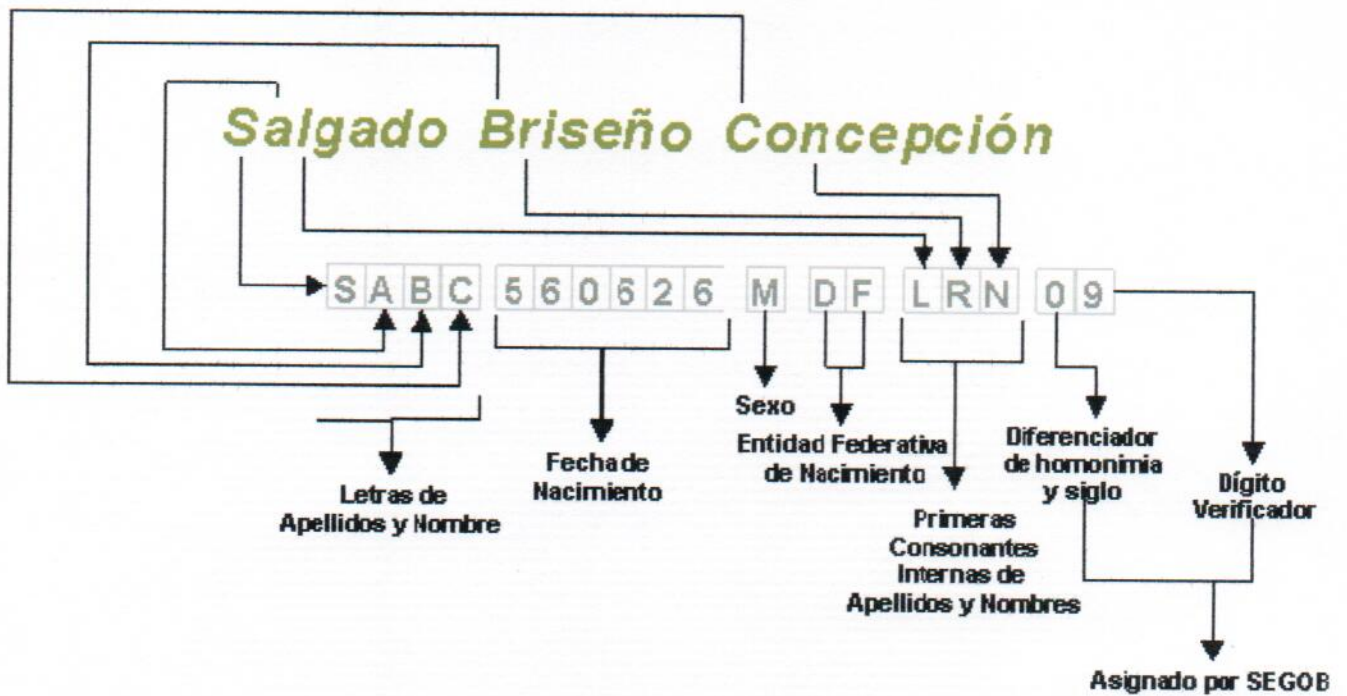 Salgado Briseño Concepción
SABC 560626 M DF LRN 09
Letras de
Apellidos y Nombre
Fecha de
Nacimiento
Sexo
Entidad Federativa
de Nacimiento
Primeras
Consonantes
Internas de
Apellidos y Nombres
Diferenciador
de homonimia
y siglo
Dígito
Verificador
Asignado por SEGOB